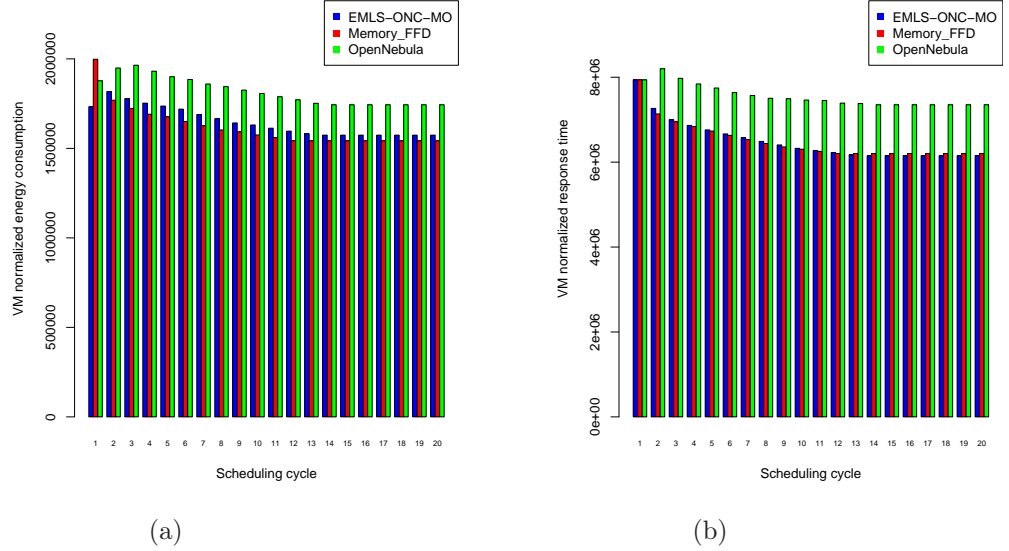 EMLS−ONC−MO
Memory_FFD
OpenNebula
VM normalized energy consumption
2000000
1500000
1000000
500000
0
1 2 3 4 5 6 7 8 9 10 11 12 13 14 15 16 17 18 19 20
Scheduling cycle
(a)
EMLS−ONC−MO
Memory_FFD
OpenNebula
VM normalized response time
8e+06
6e+06
4e+06
2e+06
0e+00
1 2 3 4 5 6 7 8 9 10 11 12 13 14 15 16 17 18 19 20
Scheduling cycle
(b)